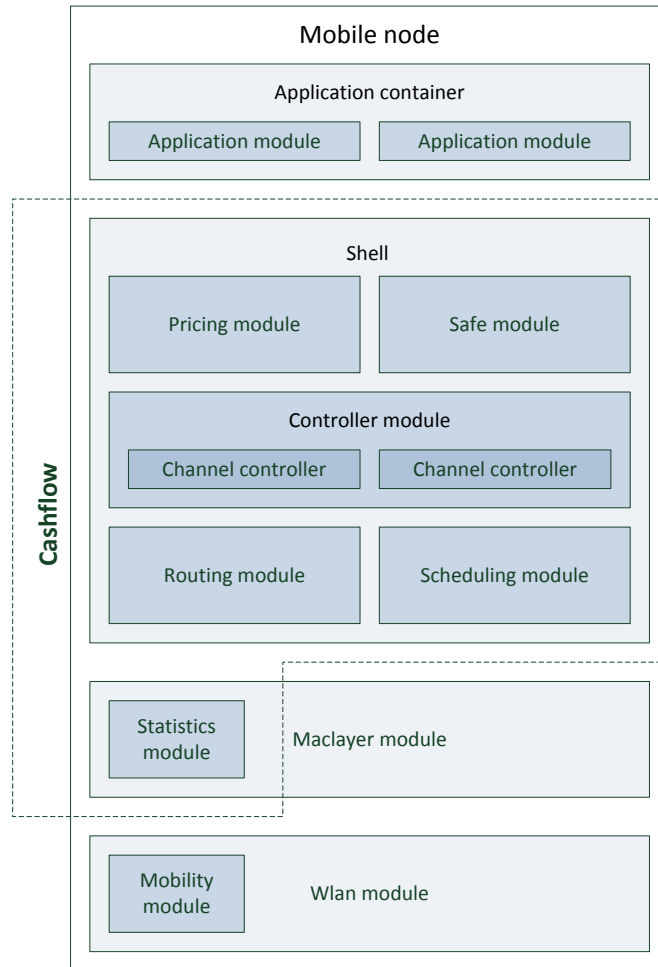 Mobile node
Application container
Application module
Application module
Shell
Pricing module
Safe module
Controller module
Channel controller
Channel controller
Routing module
Scheduling module
Cashflow
Statistics
module
Maclayer module
Mobility
module
Wlan module